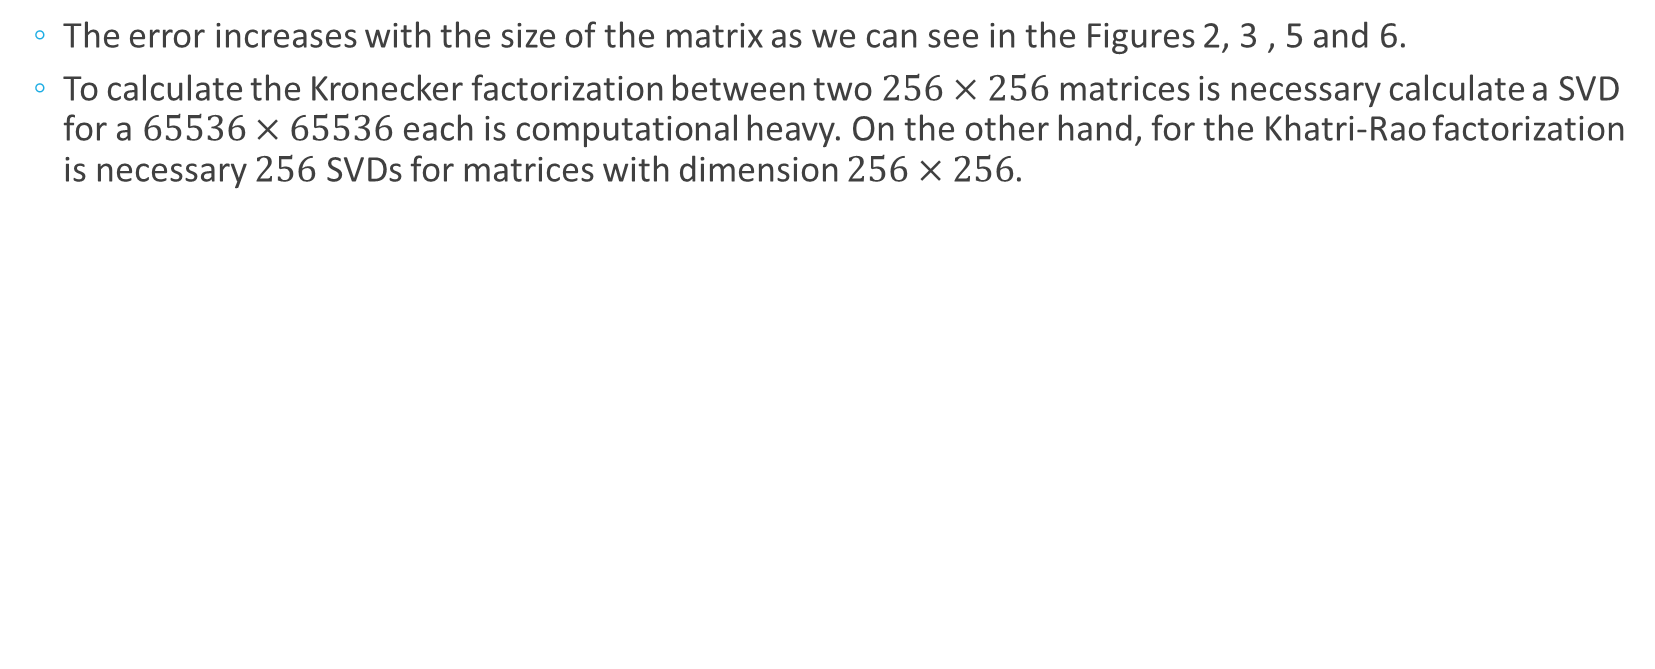 ◦ The error increases with the size of the matrix as we can see in the Figures 2, 3 , 5 and 6.
◦ To calculate the Kronecker factorization between two 256 × 256 matrices is necessary calculate a SVD
for a 65536 × 65536 each is computational heavy. On the other hand, for the Khatri-Rao factorization
is necessary 256 SVDs for matrices with dimension 256 × 256.